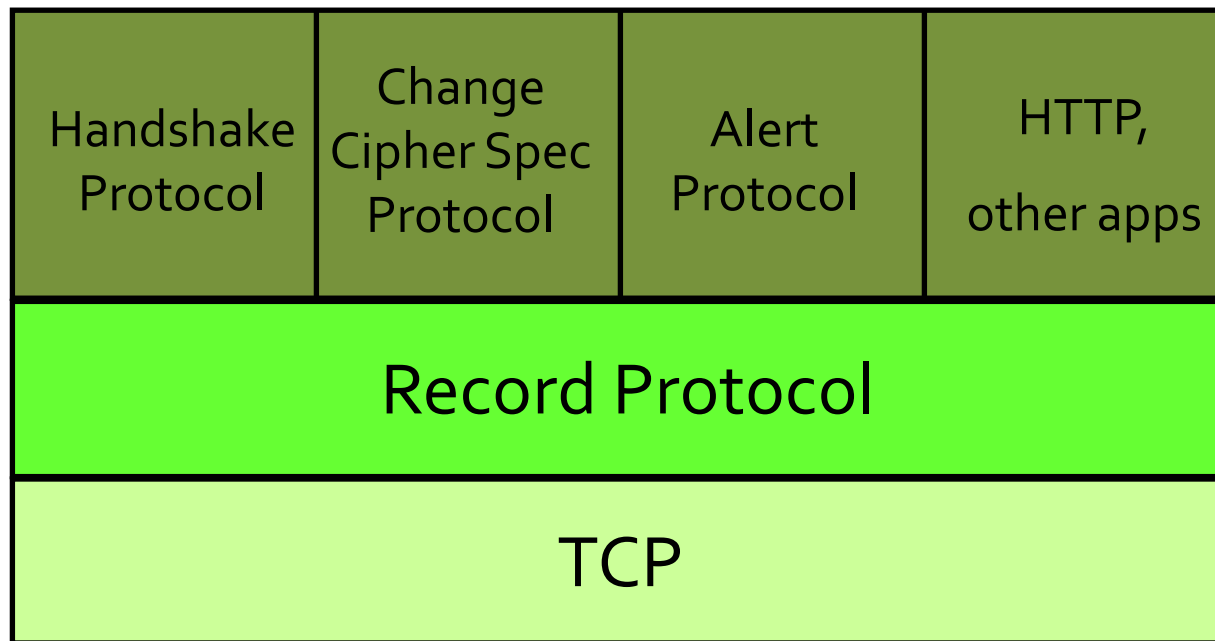 Handshake
Protocol
Change
Cipher Spec
Protocol
Alert
Protocol
HTTP,
other apps
Record Protocol
TCP